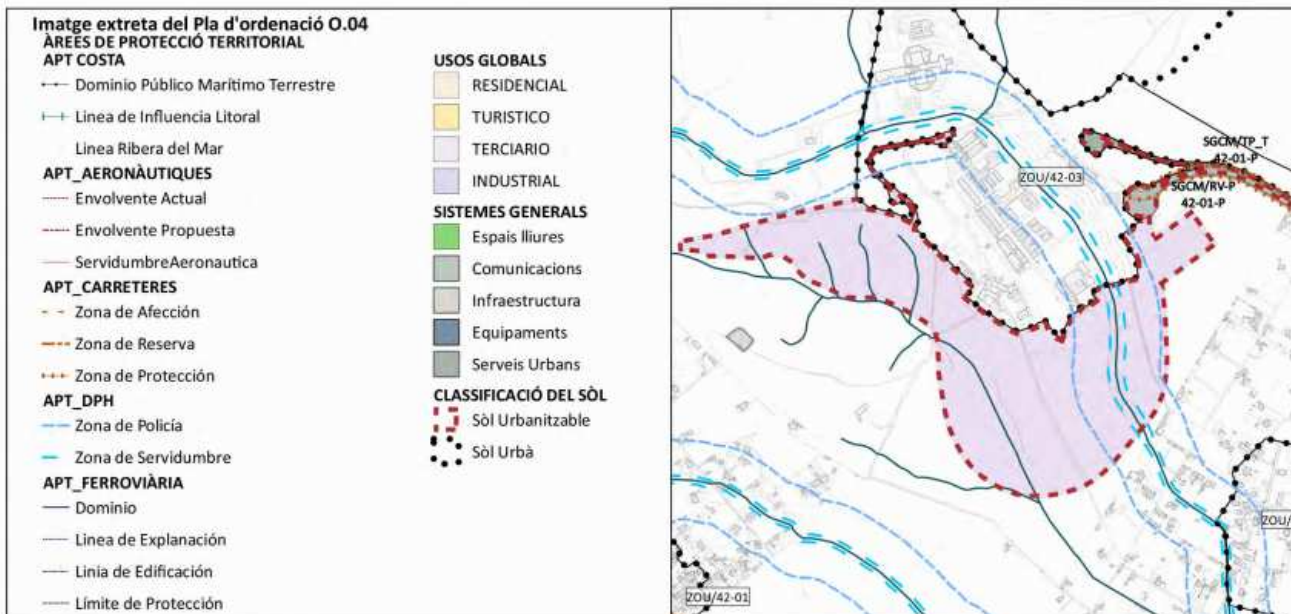 Imatge extreta del Pla d'ordenació O.04
ÀREES DE PROTECCIÓ TERRITORIAL
APT COSTA
Dominio Público Marítimo Terrestre
Linea de Influencia Litoral
Linea Ribera del Mar
APT_AERONÀUTIQUES
Envolvente Actual
Envolvente Propuesta
ServidumbreAeronautica
APT_CARRETERES
Zona de Afección
Zona de Reserva
Zona de Protección
APT_DPH
Zona de Policía
Zona de Servidumbre
APT_FERROVIÀRIA
Dominio
Linea de Explanación
Linia de Edificación
Límite de Protección
USOS GLOBALS
RESIDENCIAL
TURISTICO
TERCIARIO
INDUSTRIAL
SISTEMES GENERALS
Espais lliures
Comunicacions
Infraestructura
Equipaments
Serveis Urbans
CLASSIFICACIÓ DEL SÒL
Sòl Urbanitzable
Sòl Urbà
SGCM/TP_T
42-01-P
ZOU/42-03
SGCM/RV-P
42-01-P
ZOU/
ZOU/42-01